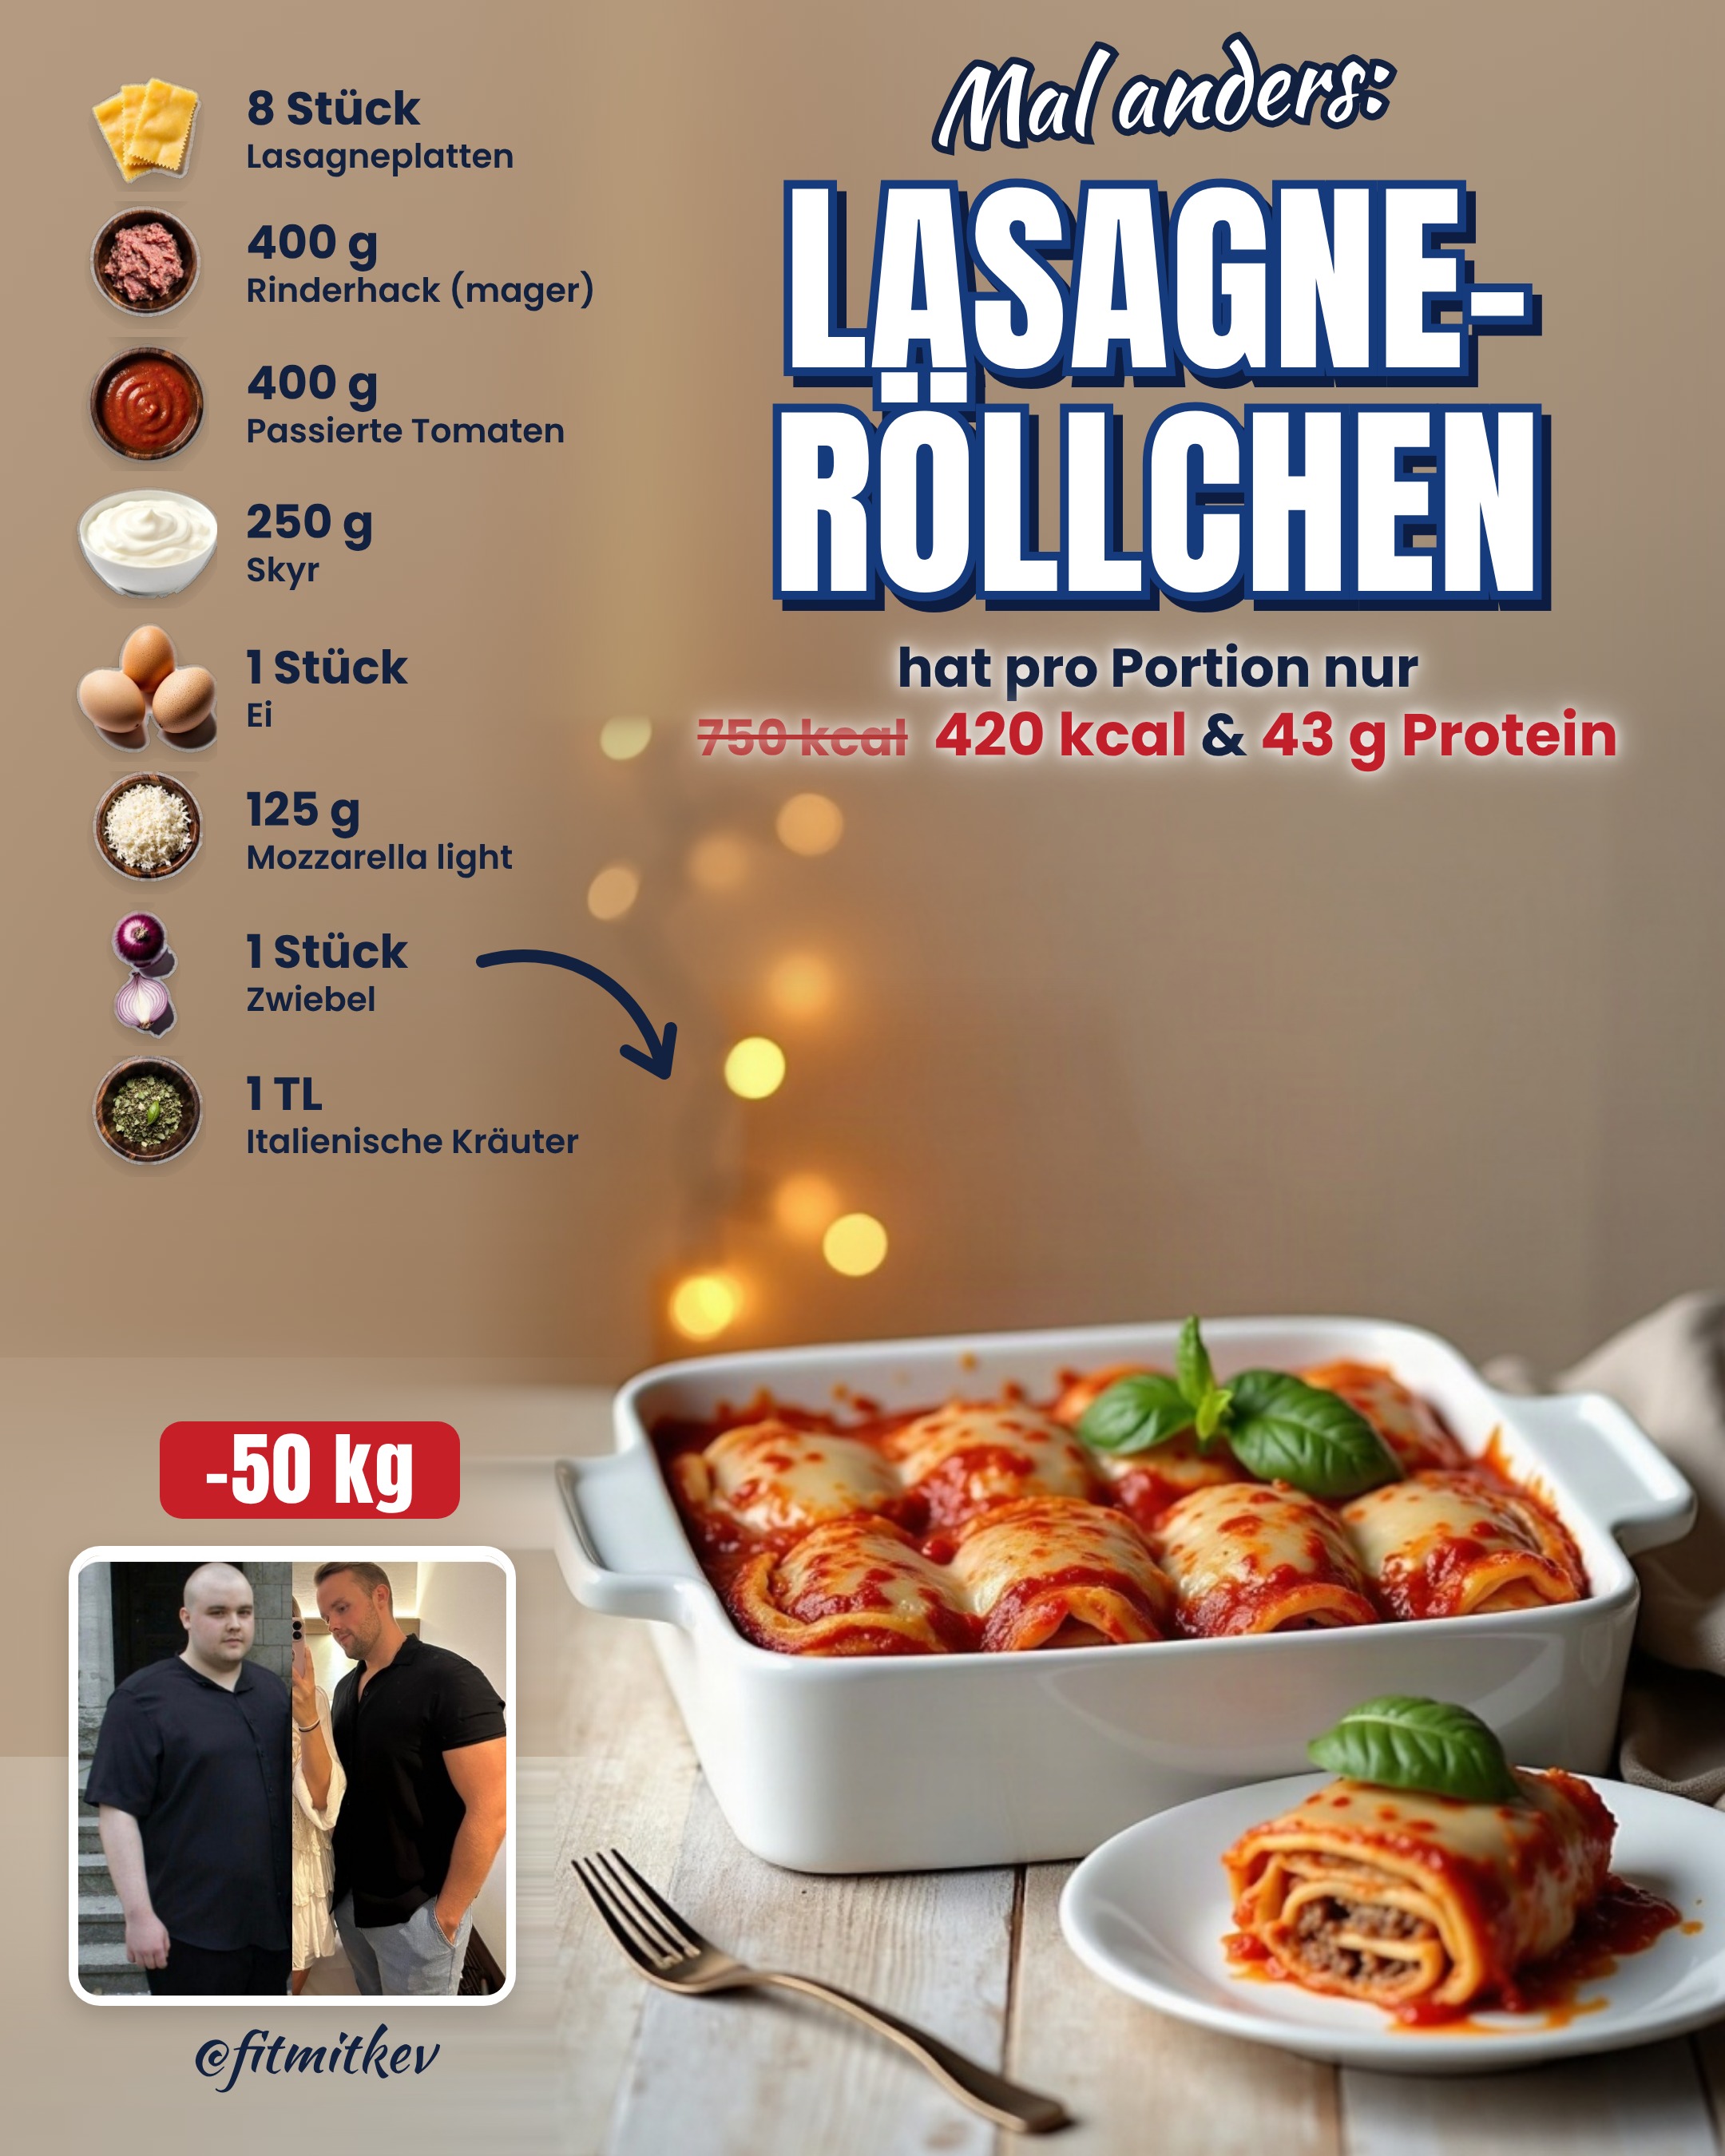 Mal anders:
LASAGNE-
RÖLLCHEN
hat pro Portion nur
750 kcal 420 kcal & 43 g Protein
8 Stück
Lasagneplatten
400 g
Rinderhack (mager)
400 g
Passierte Tomaten
250 g
Skyr
1 Stück
Ei
125 g
Mozzarella light
1 Stück
Zwiebel
1 TL
Italienische Kräuter
-50 kg
@fitmitkev